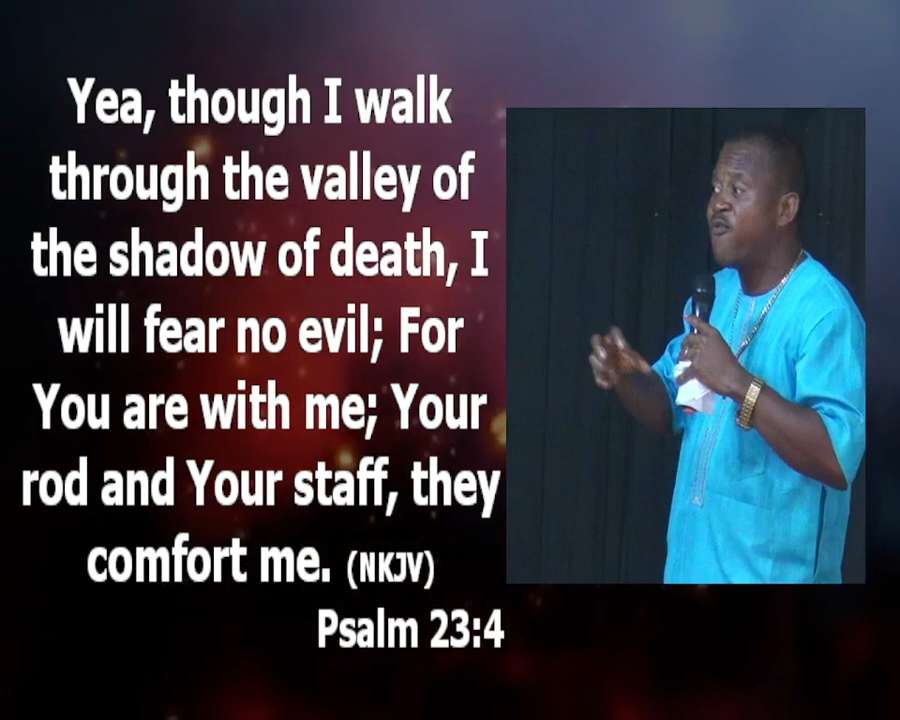 Yea, though I walk
through the valley of
the shadow of death, I
will fear no evil; For
You are with me; Your
rod and Your staff, they
comfort me. (NKJV)
Psalm 23:4